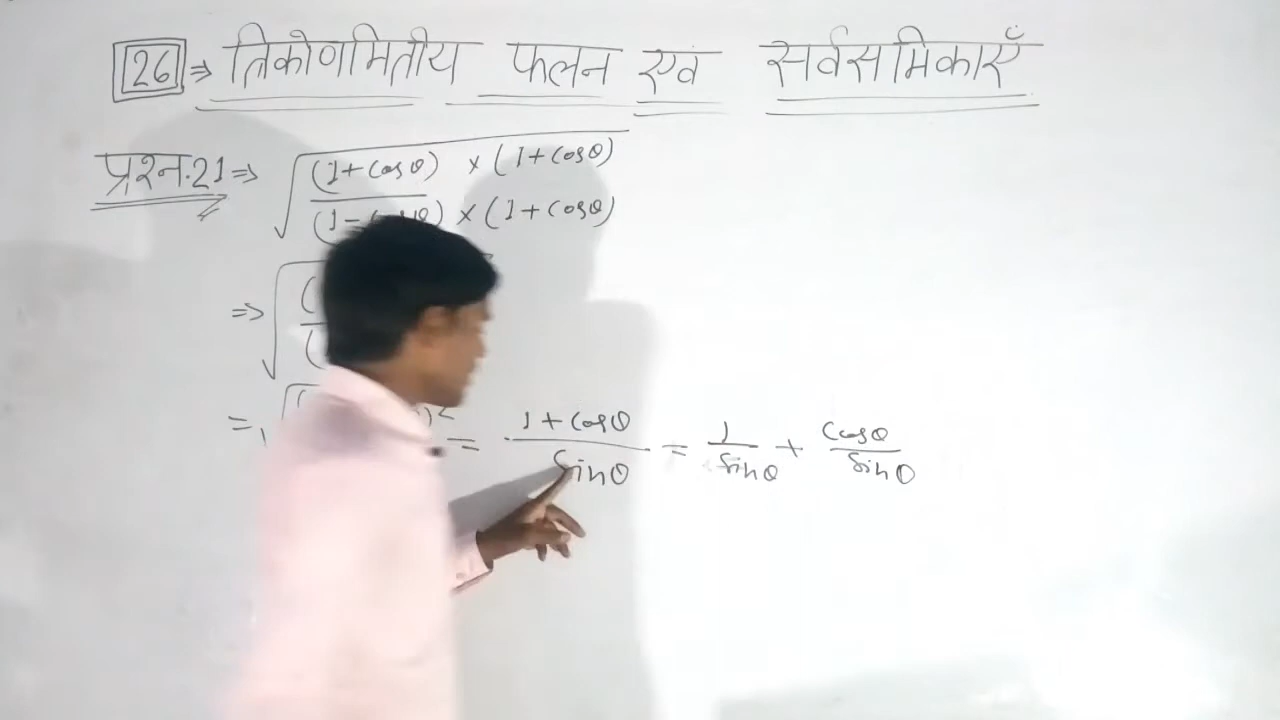 26 ⇒ त्रिकोणमितीय फलन एवं सर्वसमिकाएँ
प्रश्न.21 ⇒ √ (1+cosθ) × (1+cosθ)
(1- θ) × (1+cosθ)
⇒ √ (
(
= √ )²  = 1+cosθ = 1 + cosθ
sinθ sinθ sinθ